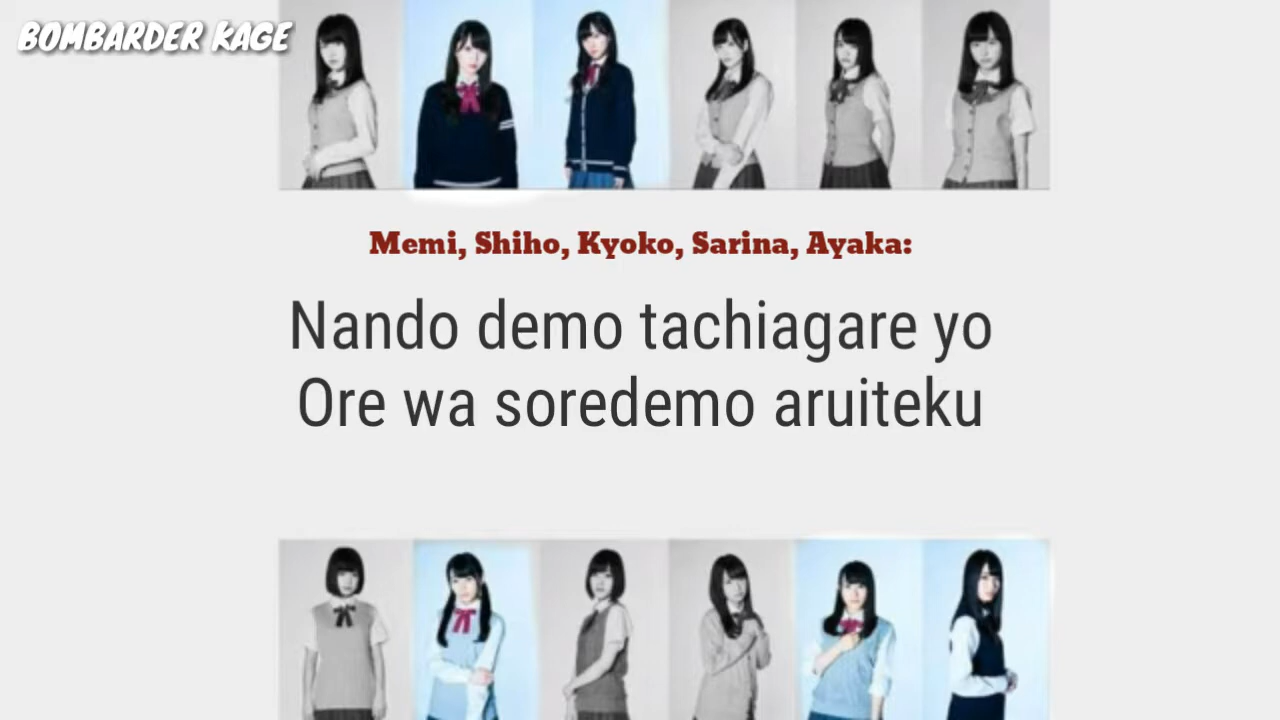 BOMBARDER KAGE
Memi, Shiho, Kyoko, Sarina, Ayaka:
Nando demo tachiagare yo
Ore wa soredemo aruiteku